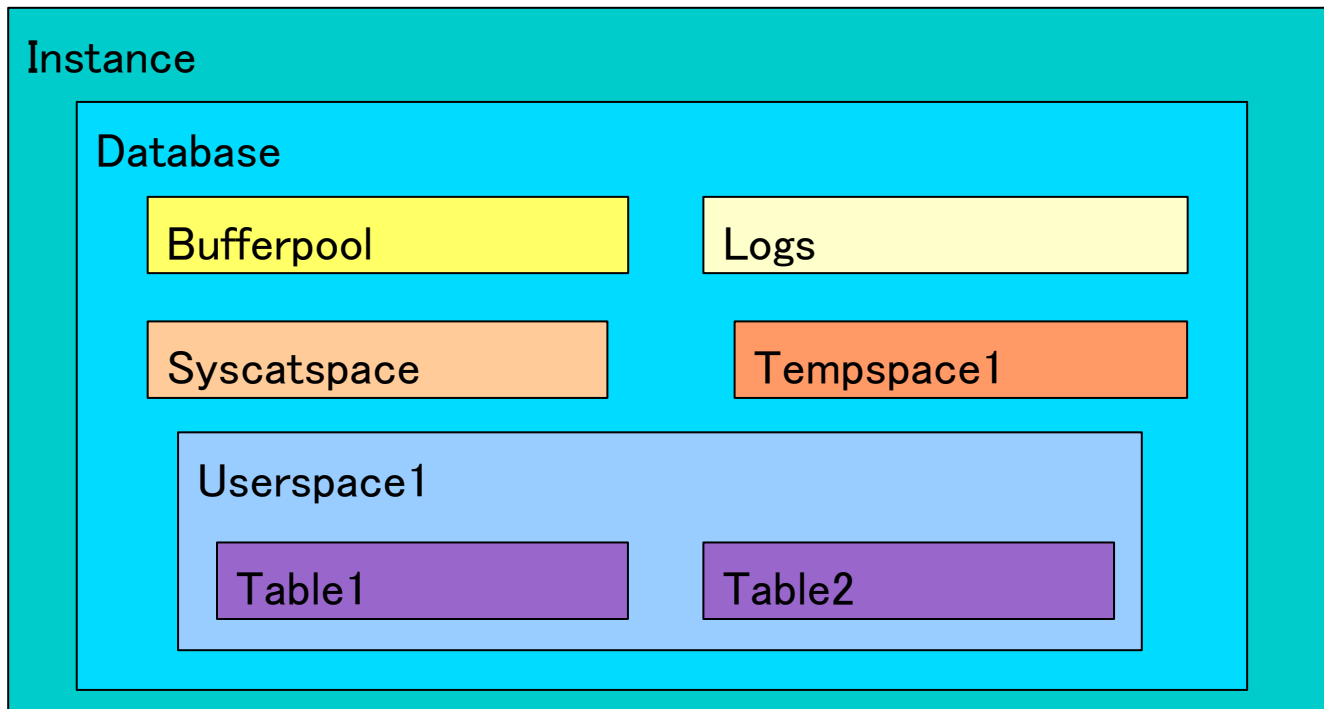 Instance
Database
Bufferpool
Logs
Syscatspace
Tempspace1
Userspace1
Table1
Table2